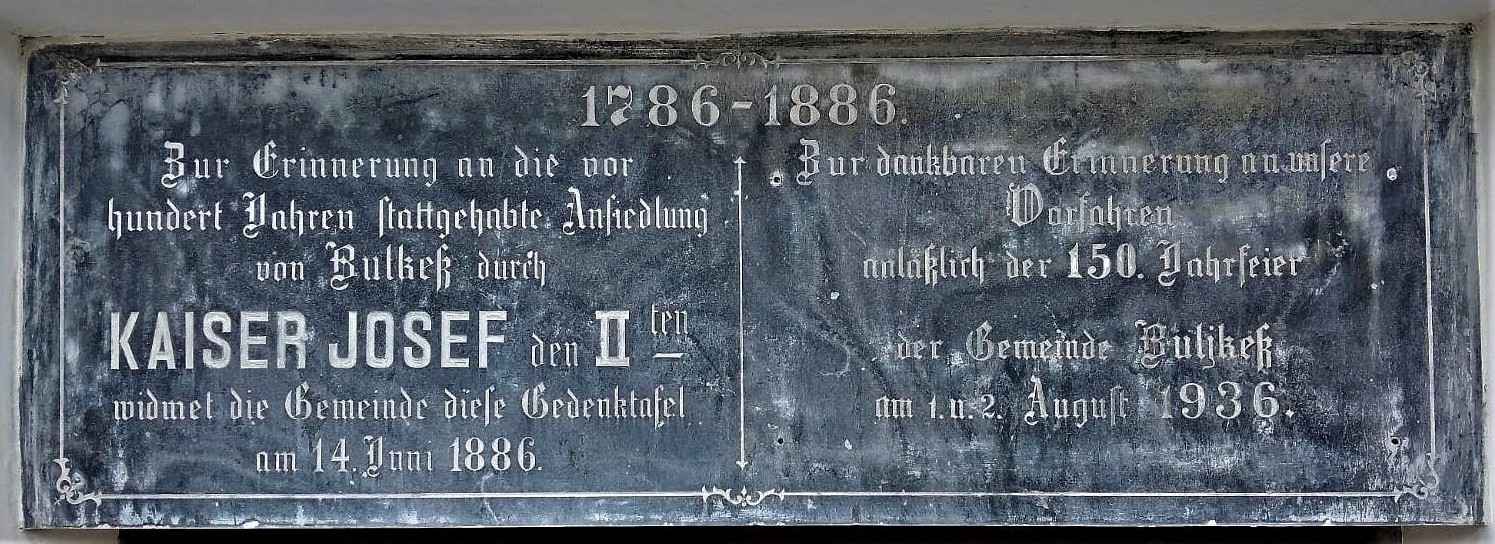 1786-1886.
Zur Erinnerung an die vor
hundert Jahren stattgehabte Ansiedlung
von Bulkeß durch
KAISER JOSEF den II ten
widmet die Gemeinde diese Gedenktafel
am 14. Juni 1886.
Zur dankbaren Erinnerung an unsere
Vorfahren
anläßlich der 150. Jahrfeier
der Gemeinde Buljkeß
am 1. u. 2. August 1936.